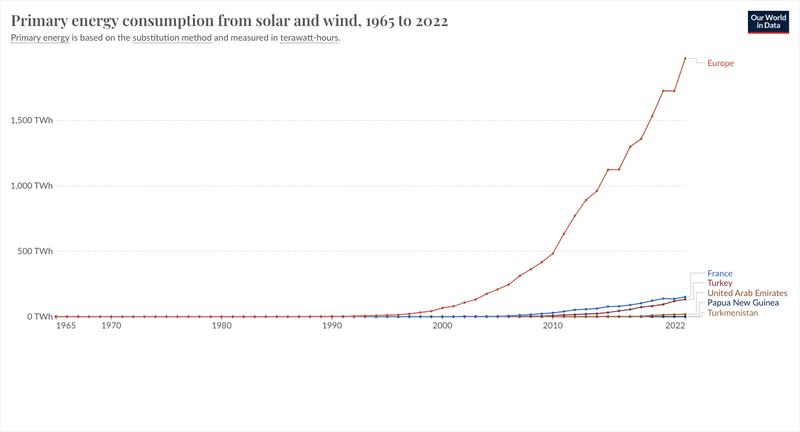 Primary energy consumption from solar and wind, 1965 to 2022
Our World
in Data
Primary energy is based on the substitution method and measured in terawatt-hours.
Europe
1,500 TWh
1,000 TWh
500 TWh
France
Turkey
United Arab Emirates
Papua New Guinea
Turkmenistan
0 TWh
1965 1970 1980 1990 2000 2010 2022